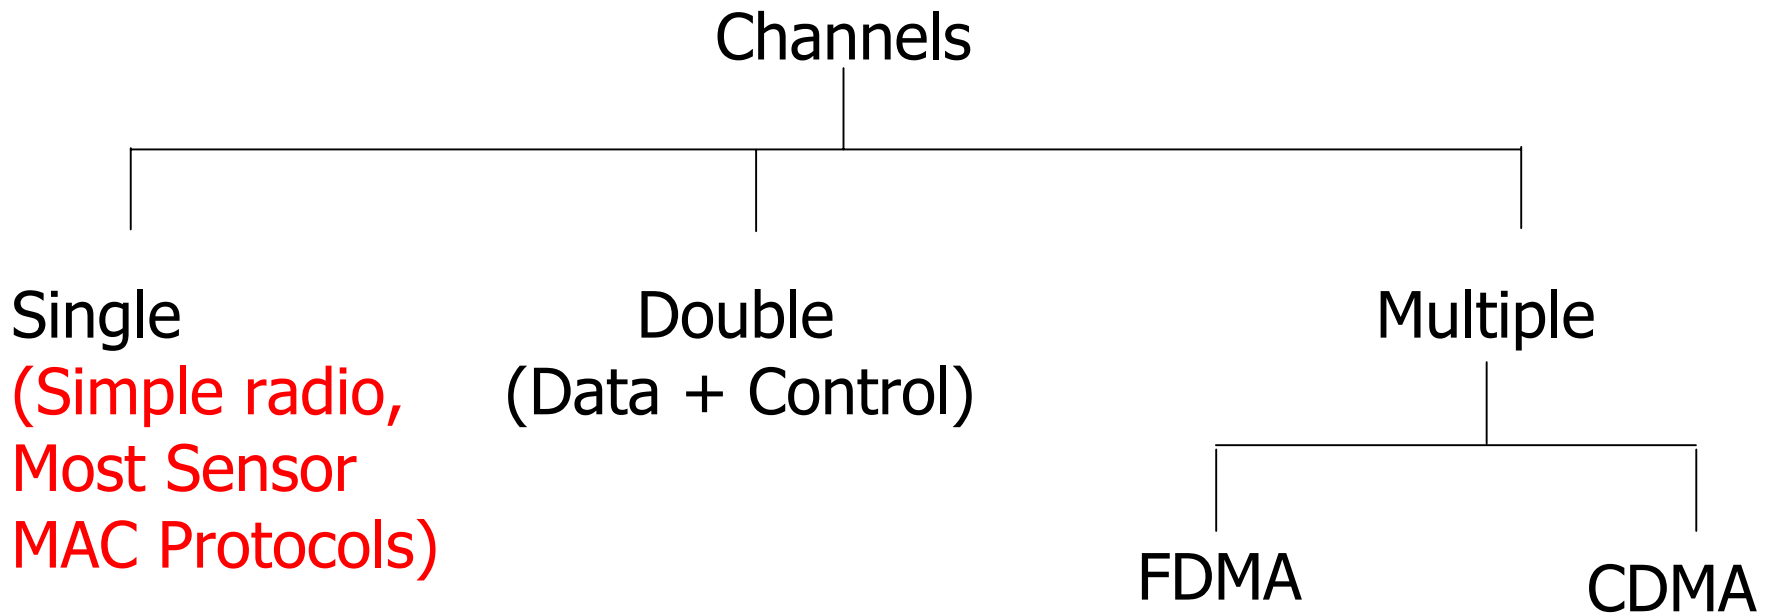 Channels
Single
(Simple radio,
Most Sensor
MAC Protocols)
Double
(Data + Control)
Multiple
FDMA
CDMA